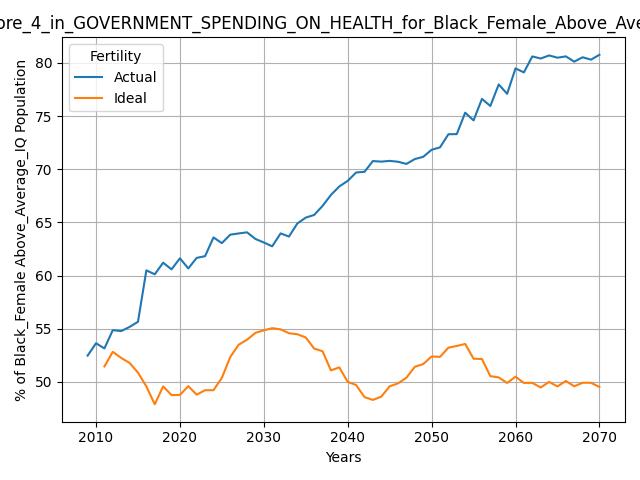 ore_4_in_GOVERNMENT_SPENDING_ON_HEALTH_for_Black_Female_Above_Ave
Fertility
Actual
Ideal
% of Black_Female Above_Average_IQ Population
80
75
70
65
60
55
50
2010 2020 2030 2040 2050 2060 2070
Years